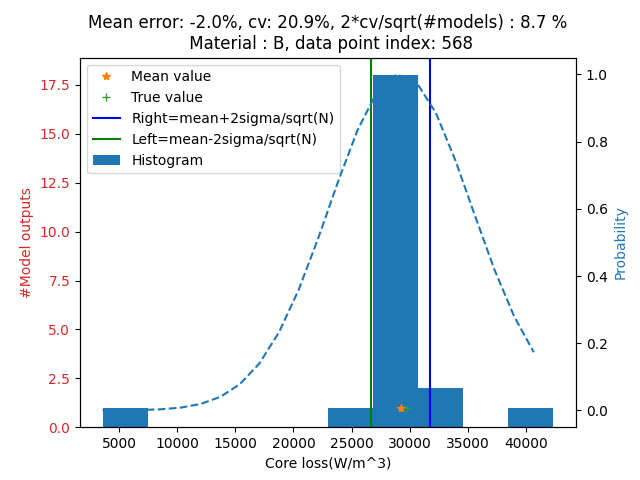 Mean error: -2.0%, cv: 20.9%, 2*cv/sqrt(#models) : 8.7 %
Material : B, data point index: 568
Mean value
True value
Right=mean+2sigma/sqrt(N)
Left=mean-2sigma/sqrt(N)
Histogram
#Model outputs
17.5
15.0
12.5
10.0
7.5
5.0
2.5
0.0
1.0
0.8
0.6
0.4
0.2
0.0
Probability
5000 10000 15000 20000 25000 30000 35000 40000
Core loss(W/m^3)